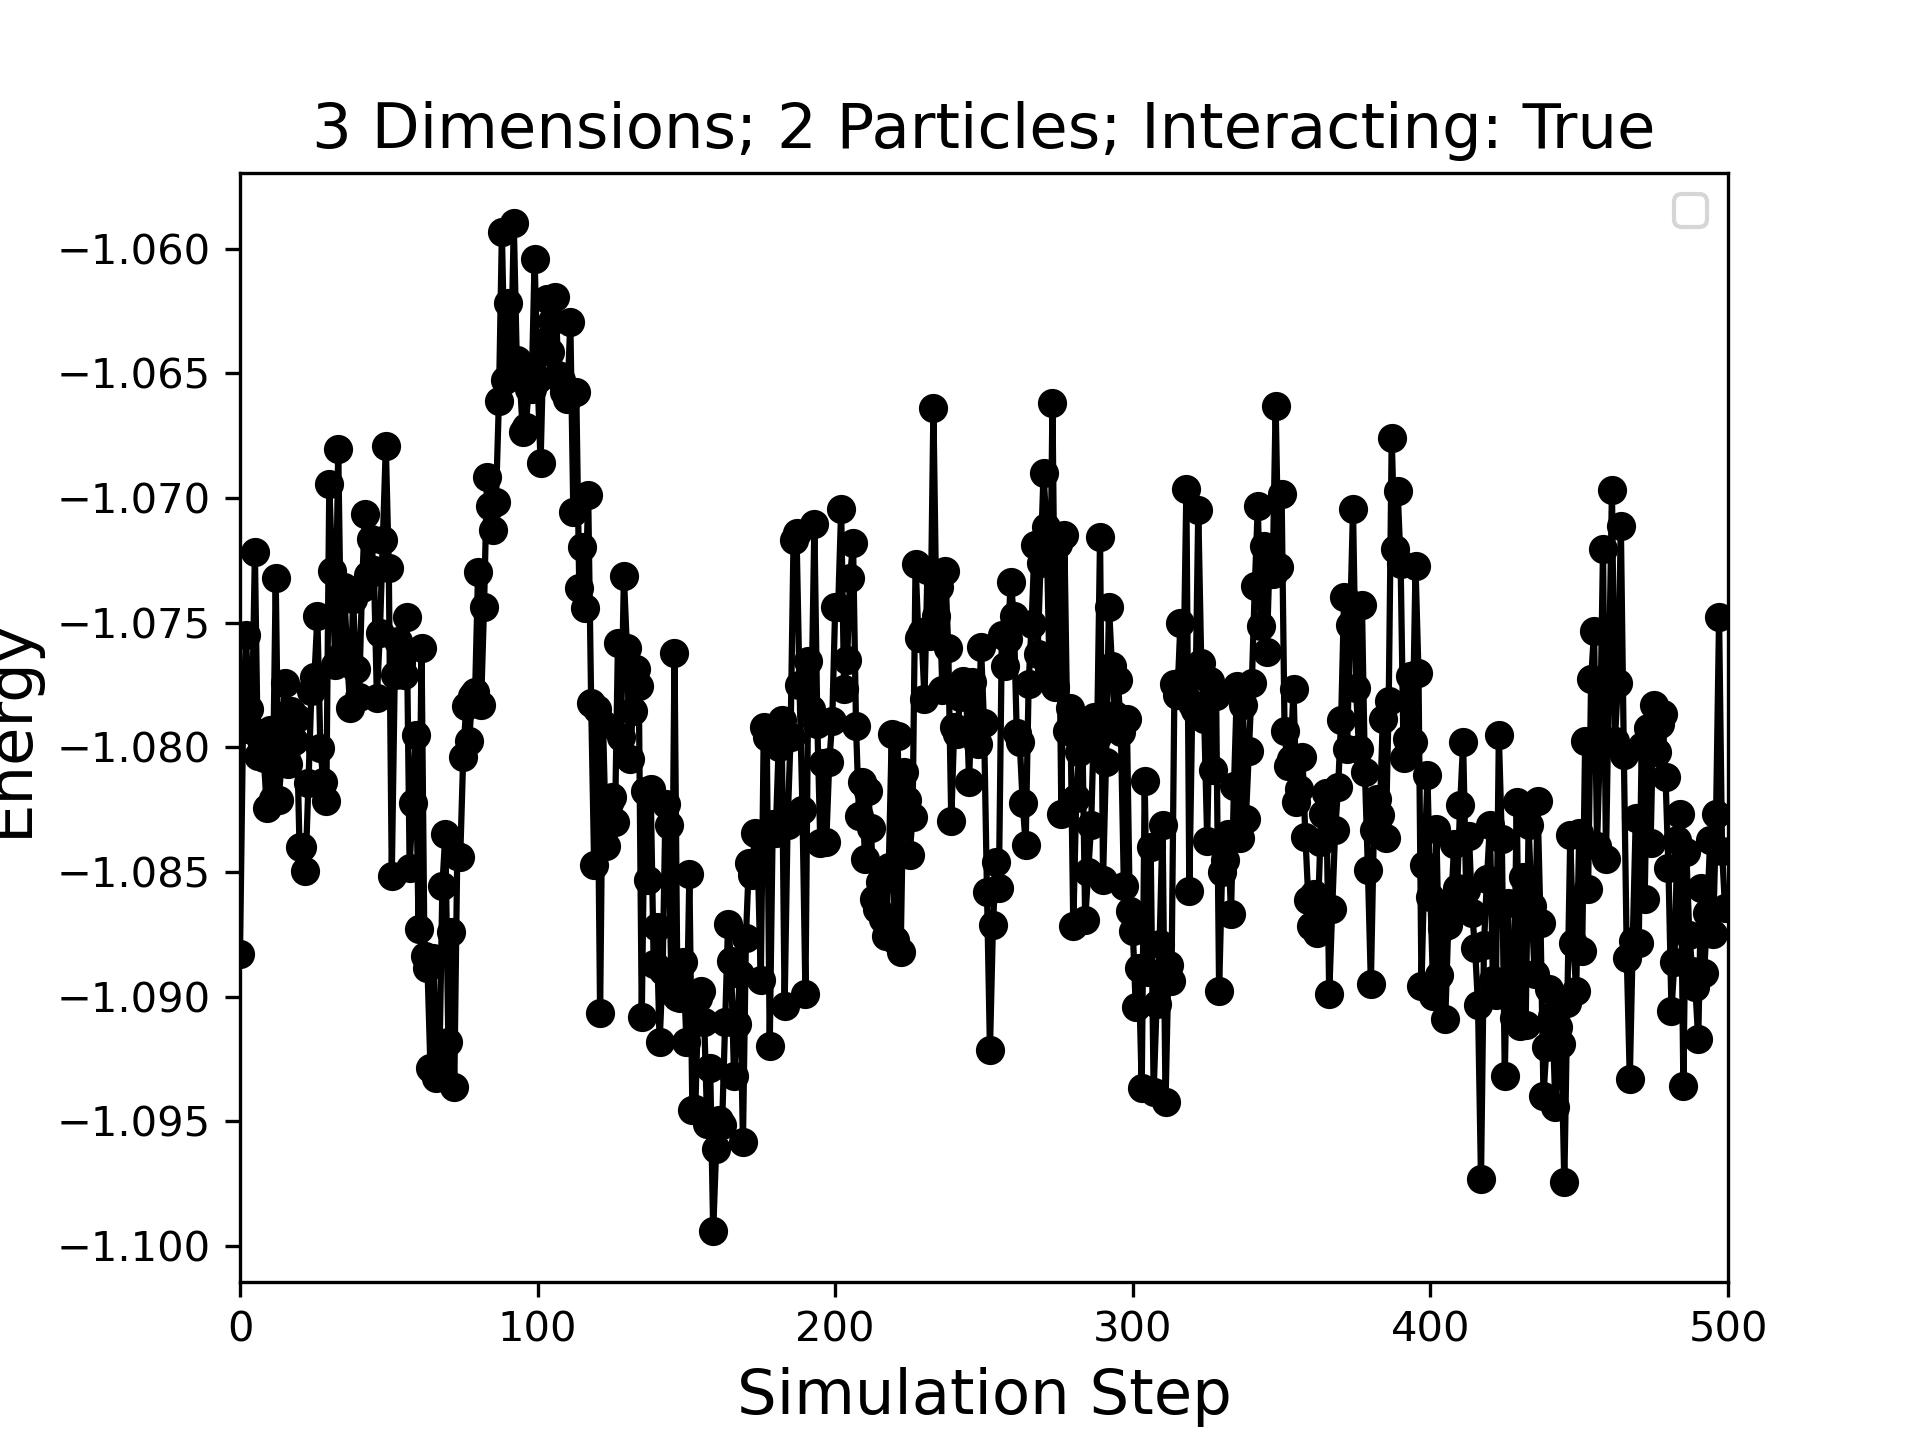 3 Dimensions; 2 Particles; Interacting: True
−1.060
−1.065
−1.070
−1.075
−1.080
−1.085
−1.090
−1.095
−1.100
Energy
0 100 200 300 400 500
Simulation Step